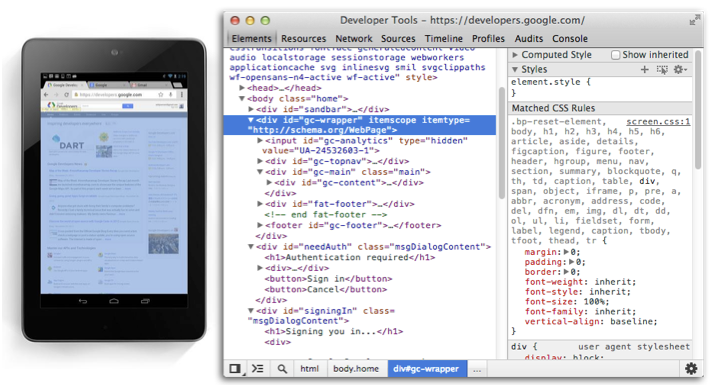 Developer Tools - https://developers.google.com/
Elements Resources Network Sources Timeline Profiles Audits Console
audio localstorage sessionstorage webworkers
applicationcache svg inlinesvg smil svgclippaths
wf-opensans-n4-active wf-active" style>
▶<head>…</head>
▼<body class="home">
▶<div id="sandbar">…</div>
▼<div id="gc-wrapper" itemscope itemtype=
"http://schema.org/WebPage">
▶<input id="gc-analytics" type="hidden"
value="UA-24532603-1">
▶<div id="gc-topnav">…</div>
▼<div id="gc-main" class="main">
▶<div id="gc-content">…</div>
</div>
▶<div id="fat-footer">…</div>
<!-- end fat-footer -->
▶<footer id="gc-footer">…</footer>
</div>
▼<div id="needAuth" class="msgDialogContent">
<h1>Authentication required</h1>
▶<div>…</div>
<button>Sign in</button>
<button>Cancel</button>
</div>
▼<div id="signingIn" class=
"msgDialogContent">
<h1>Signing you in...</h1>
<div>
html body.home div#gc-wrapper ...
▶ Computed Style Show inherited
▼ Styles
element.style {
}
Matched CSS Rules
.bp-reset-element, screen.css:1
body, h1, h2, h3, h4, h5, h6,
article, aside, details,
figcaption, figure, footer,
header, hgroup, menu, nav,
section, summary, blockquote, q,
th, td, caption, table, div,
span, object, iframe, p, pre, a,
abbr, acronym, address, code,
del, dfn, em, img, dl, dt, dd,
ol, ul, li, fieldset, form,
label, legend, caption, tbody,
tfoot, thead, tr {
margin:▶0;
padding:▶0;
border:▶0;
font-weight: inherit;
font-style: inherit;
font-size: 100%;
font-family: inherit;
vertical-align: baseline;
}
div { user agent stylesheet
display: block;
DART